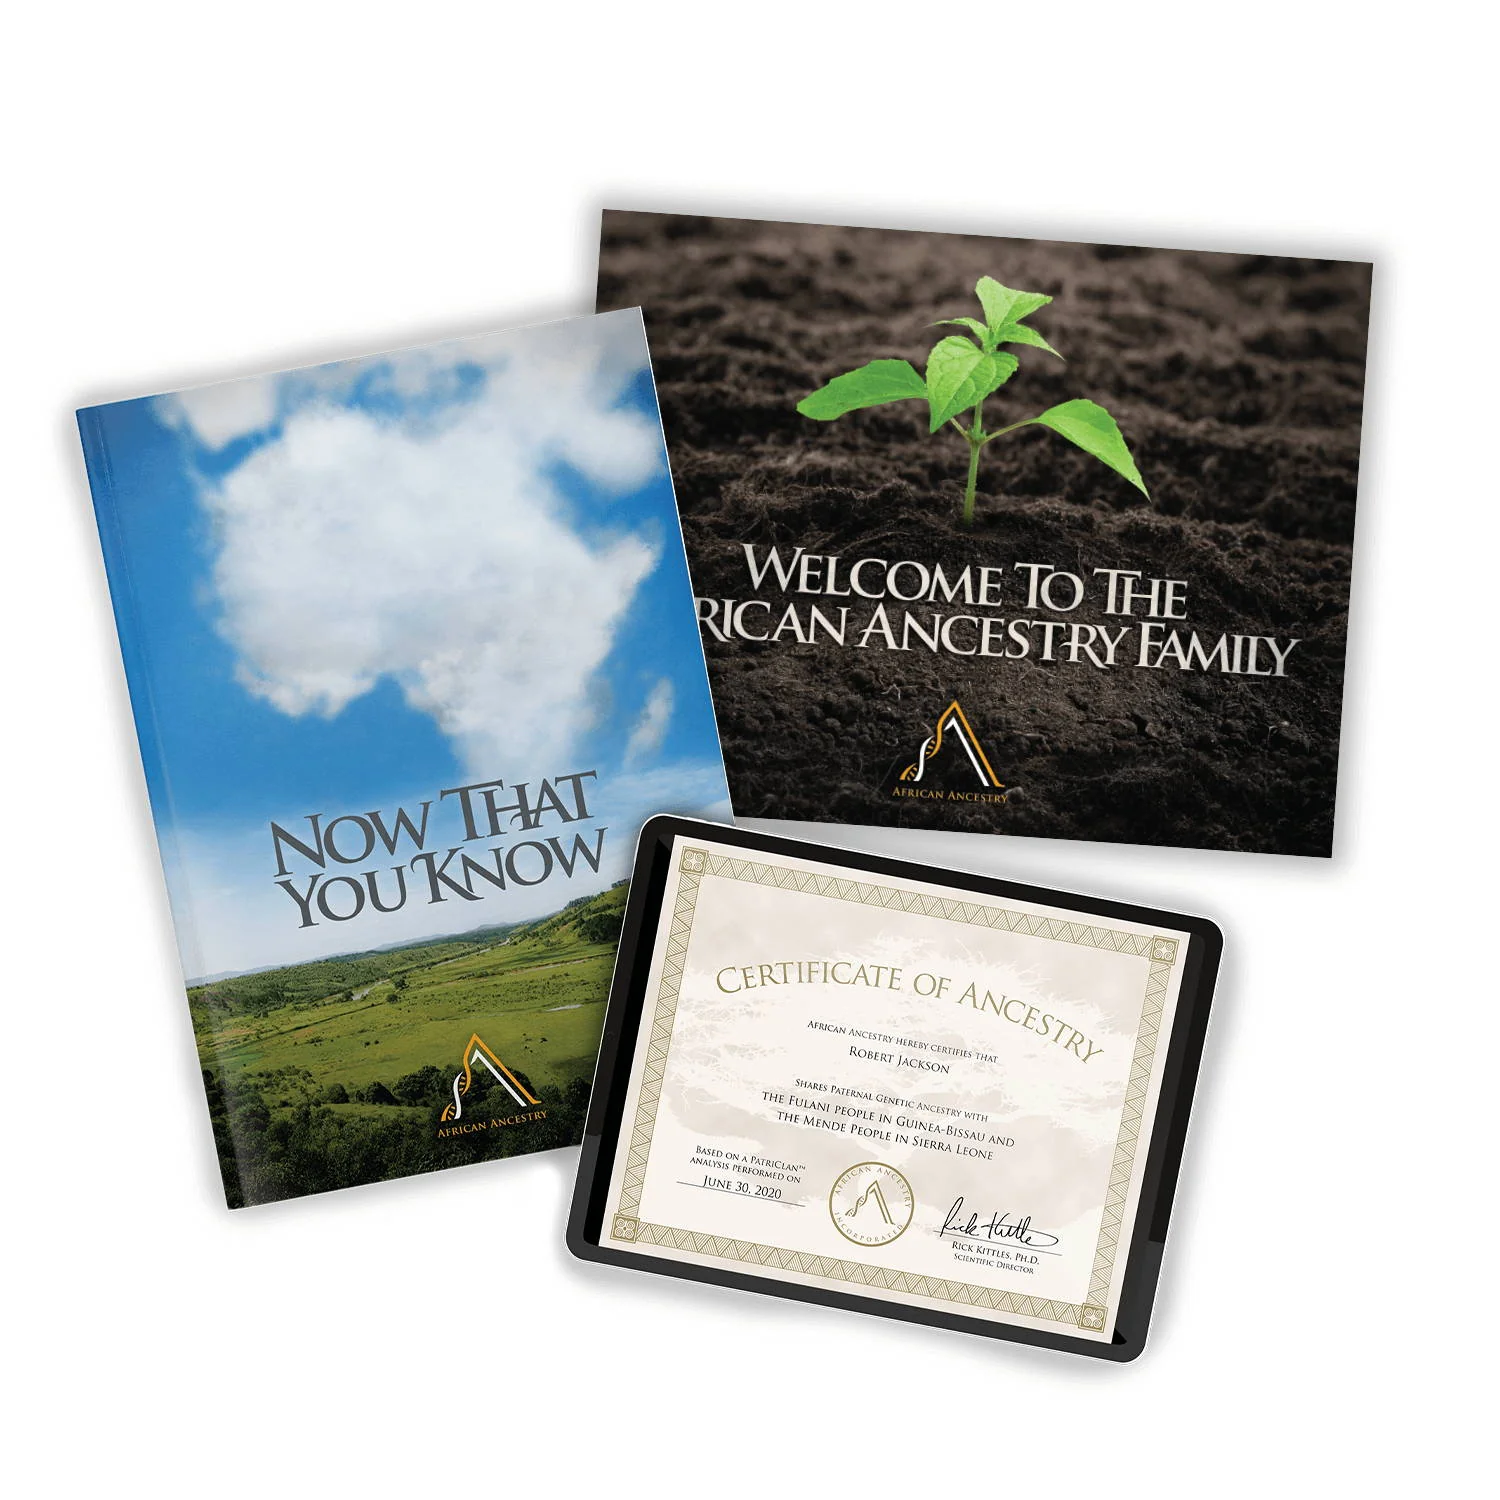 WELCOME TO THE
RICAN ANCESTRY FAMILY
AFRICAN ANCESTRY
NOW THAT
YOU KNOW
AFRICAN ANCESTRY
CERTIFICATE OF ANCESTRY
AFRICAN ANCESTRY HEREBY CERTIFIES THAT
ROBERT JACKSON
SHARES PATERNAL GENETIC ANCESTRY WITH
THE FULANI PEOPLE IN GUINEA-BISSAU AND
THE MENDE PEOPLE IN SIERRA LEONE
BASED ON A PATRICLAN™
ANALYSIS PERFORMED ON
JUNE 30, 2020
AFRICAN ANCESTRY
INCORPORATED
Rick Kittles
RICK KITTLES, PH.D.
SCIENTIFIC DIRECTOR